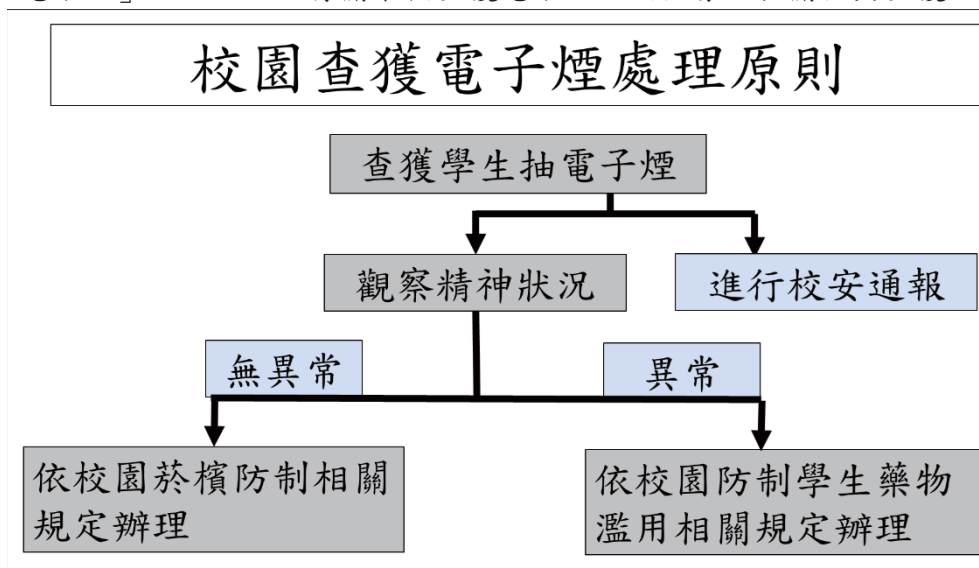 校園查獲電子煙處理原則
查獲學生抽電子煙
觀察精神狀況
進行校安通報
無異常
異常
依校園菸檳防制相關
規定辦理
依校園防制學生藥物
濫用相關規定辦理